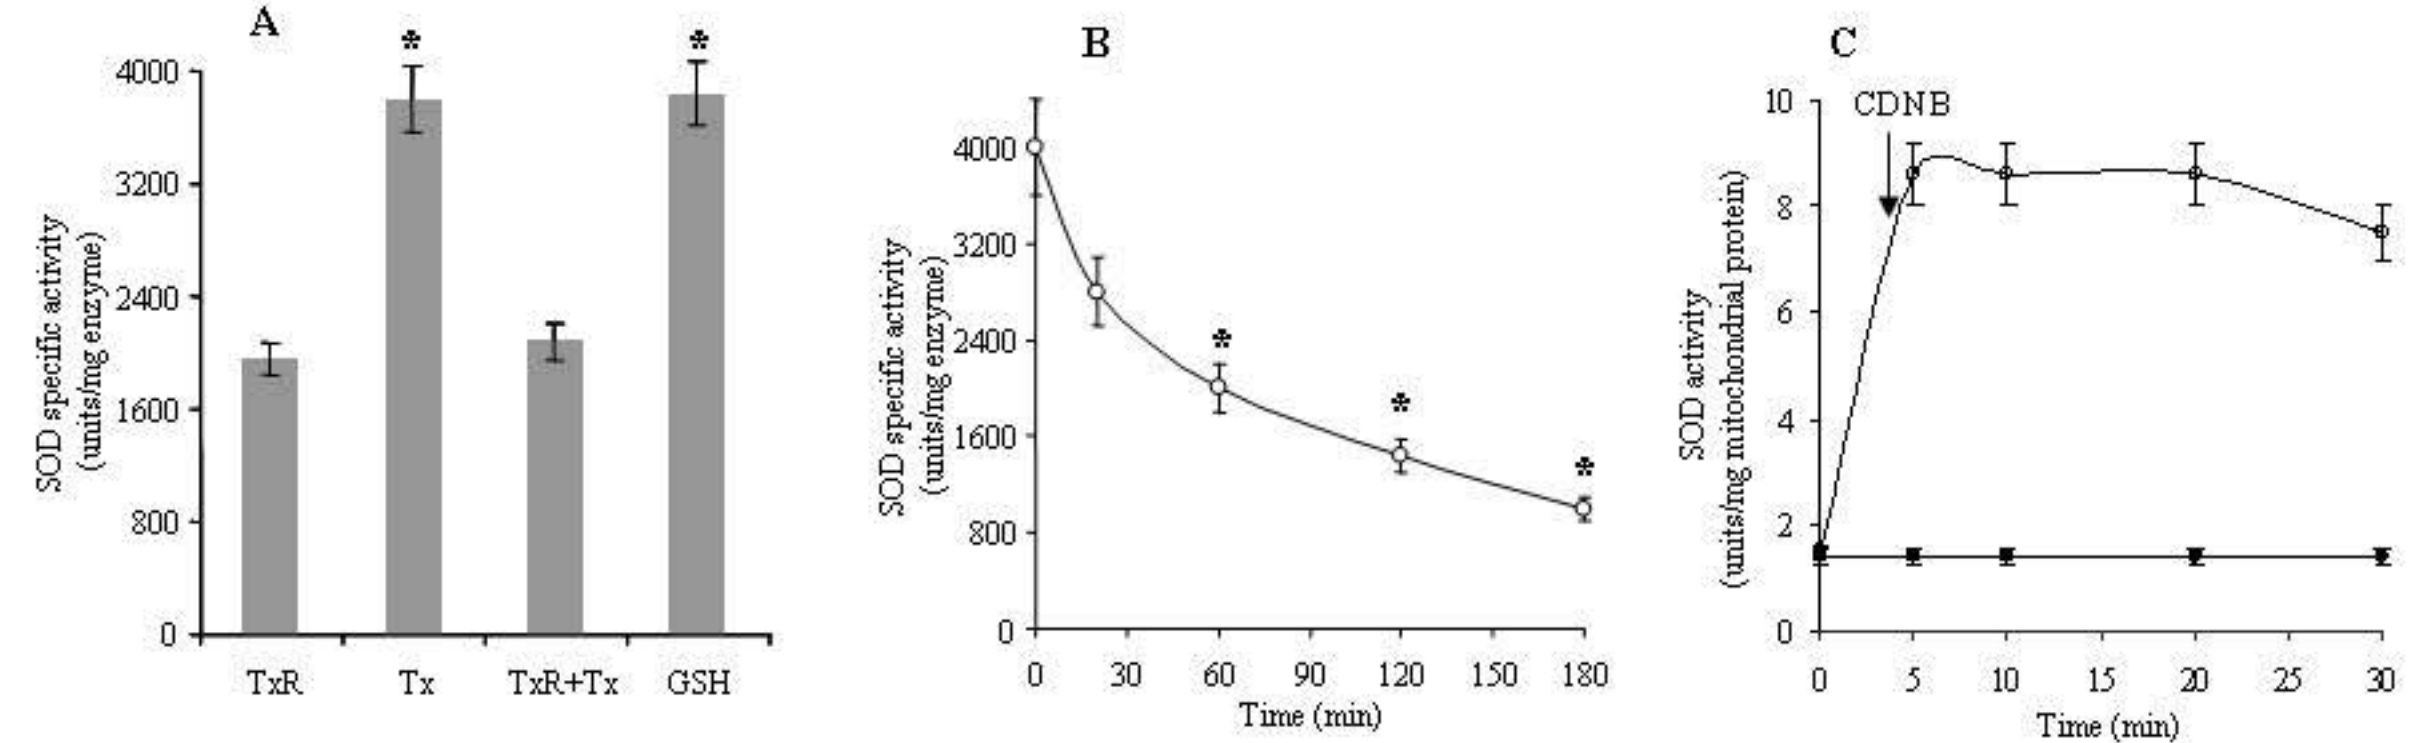 A
*
*
4000
3200
2400
1600
800
0
SOD specific activity
(units/mg enzyme)
TxR
Tx
TxR+Tx
GSH
B
4000
3200
2400
1600
800
0
SOD specific activity
(units/mg enzyme)
*
*
*
0
30
60
90
120
150
180
Time (min)
C
CDNB
10
8
6
4
2
0
SOD activity
(units/mg mitochondrial protein)
0
5
10
15
20
25
30
Time (min)